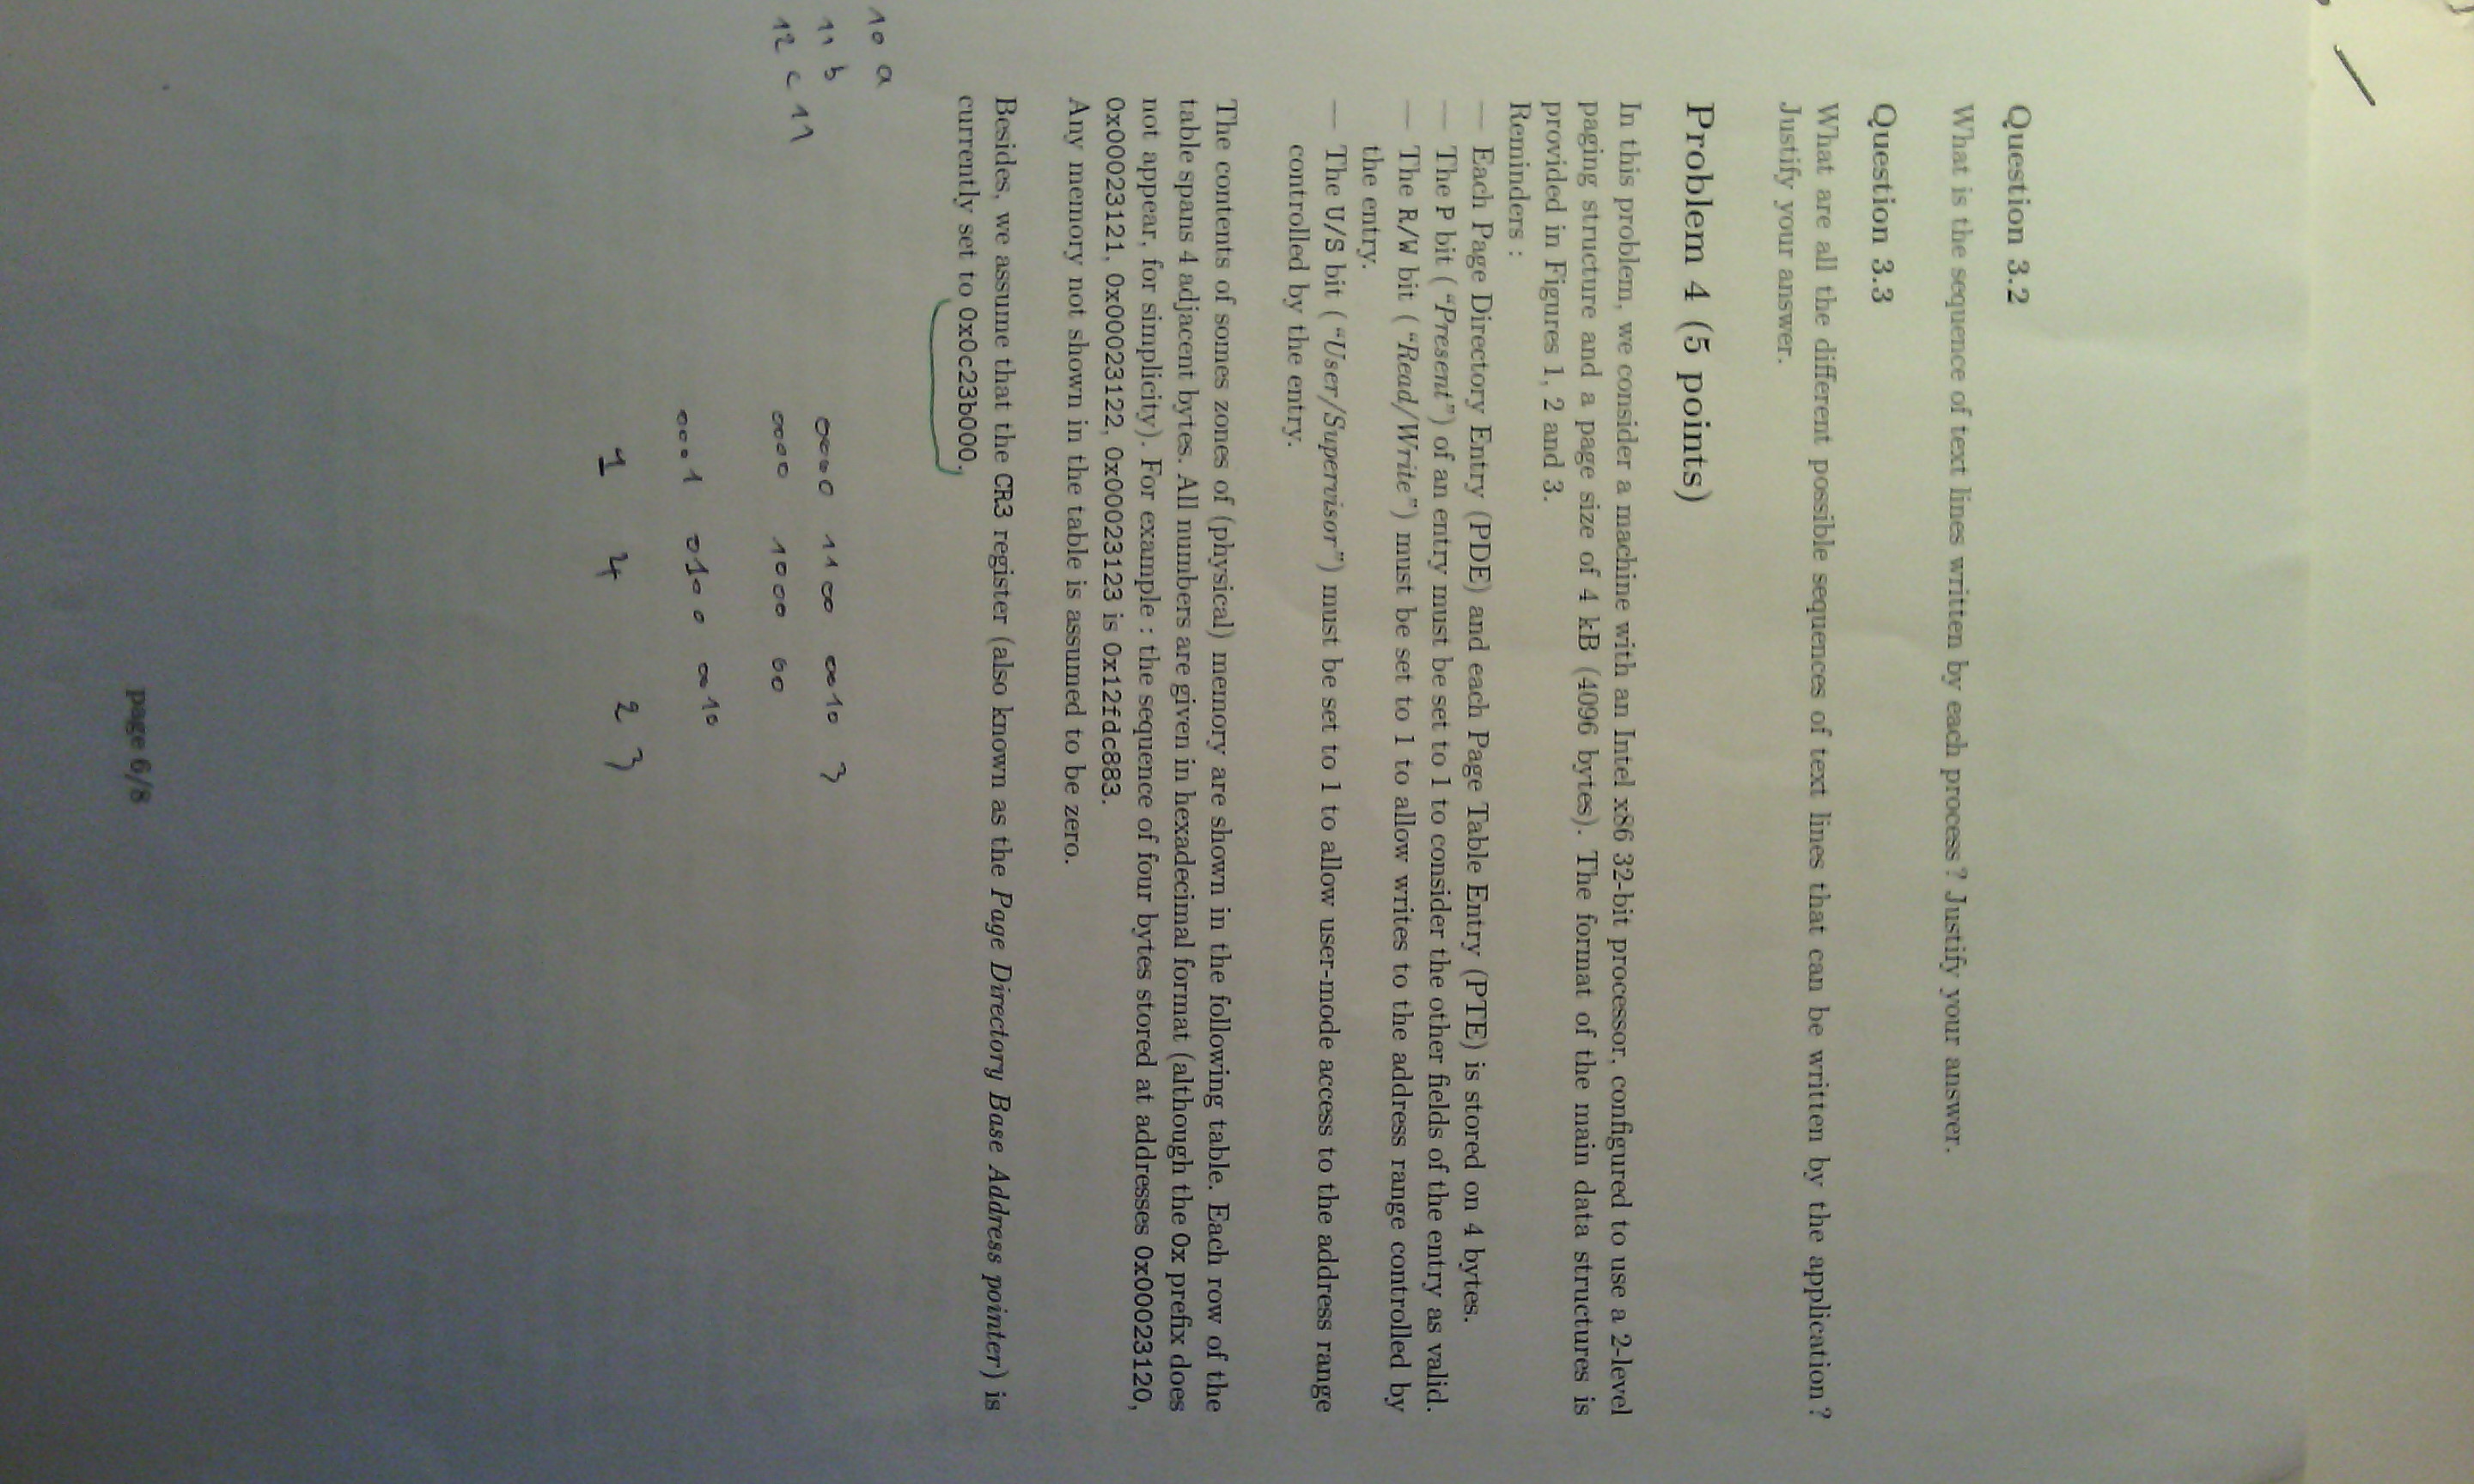 Question 3.2
What is the sequence of text lines written by each process ? Justify your answer.
Question 3.3
What are all the different possible sequences of text lines that can be written by the application ?
Justify your answer.
Problem 4 (5 points)
In this problem, we consider a machine with an Intel x86 32-bit processor, configured to use a 2-level
paging structure and a page size of 4 kB (4096 bytes). The format of the main data structures is
provided in Figures 1, 2 and 3.
Reminders :
— Each Page Directory Entry (PDE) and each Page Table Entry (PTE) is stored on 4 bytes.
— The P bit ( “Present”) of an entry must be set to 1 to consider the other fields of the entry as valid.
— The R/W bit ( “Read/Write”) must be set to 1 to allow writes to the address range controlled by
the entry.
— The U/S bit ( “User/Supervisor”) must be set to 1 to allow user-mode access to the address range
controlled by the entry.
The contents of somes zones of (physical) memory are shown in the following table. Each row of the
table spans 4 adjacent bytes. All numbers are given in hexadecimal format (although the 0x prefix does
not appear, for simplicity). For example : the sequence of four bytes stored at addresses 0x00023120,
0x00023121, 0x00023122, 0x00023123 is 0x12fdc883.
Any memory not shown in the table is assumed to be zero.
Besides, we assume that the CR3 register (also known as the Page Directory Base Address pointer) is
currently set to 0x0c23b000.
10 a
11 b
12 c 11
0000 1100 0010 3
0000 1000 00
0001 0100 0010
1 4 2 3
page 6/8